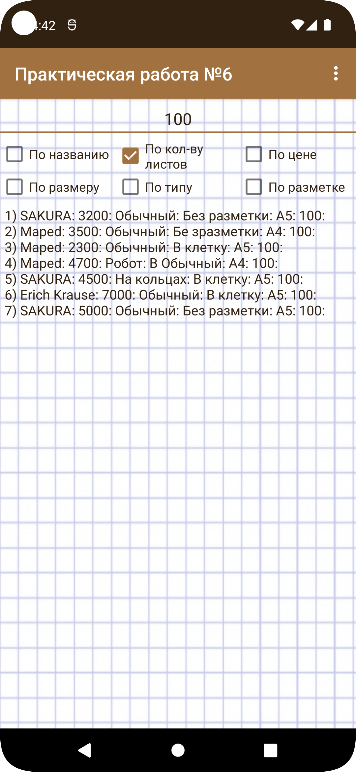 :42
Практическая работа №6
100
По названию
По кол-ву
листов
По цене
По размеру
По типу
По разметке
1) SAKURA: 3200: Обычный: Без разметки: A5: 100:
2) Maped: 3500: Обычный: Бе зразметки: A4: 100:
3) Maped: 2300: Обычный: В клетку: A5: 100:
4) Maped: 4700: Робот: В Обычный: A4: 100:
5) SAKURA: 4500: На кольцах: В клетку: A5: 100:
6) Erich Krause: 7000: Обычный: В клетку: A5: 100:
7) SAKURA: 5000: Обычный: Без разметки: A5: 100: